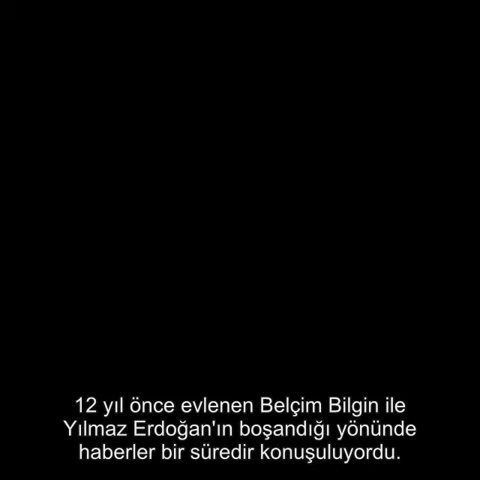 12 yıl önce evlenen Belçim Bilgin ile
Yılmaz Erdoğan'ın boşandığı yönünde
haberler bir süredir konuşuluyordu.